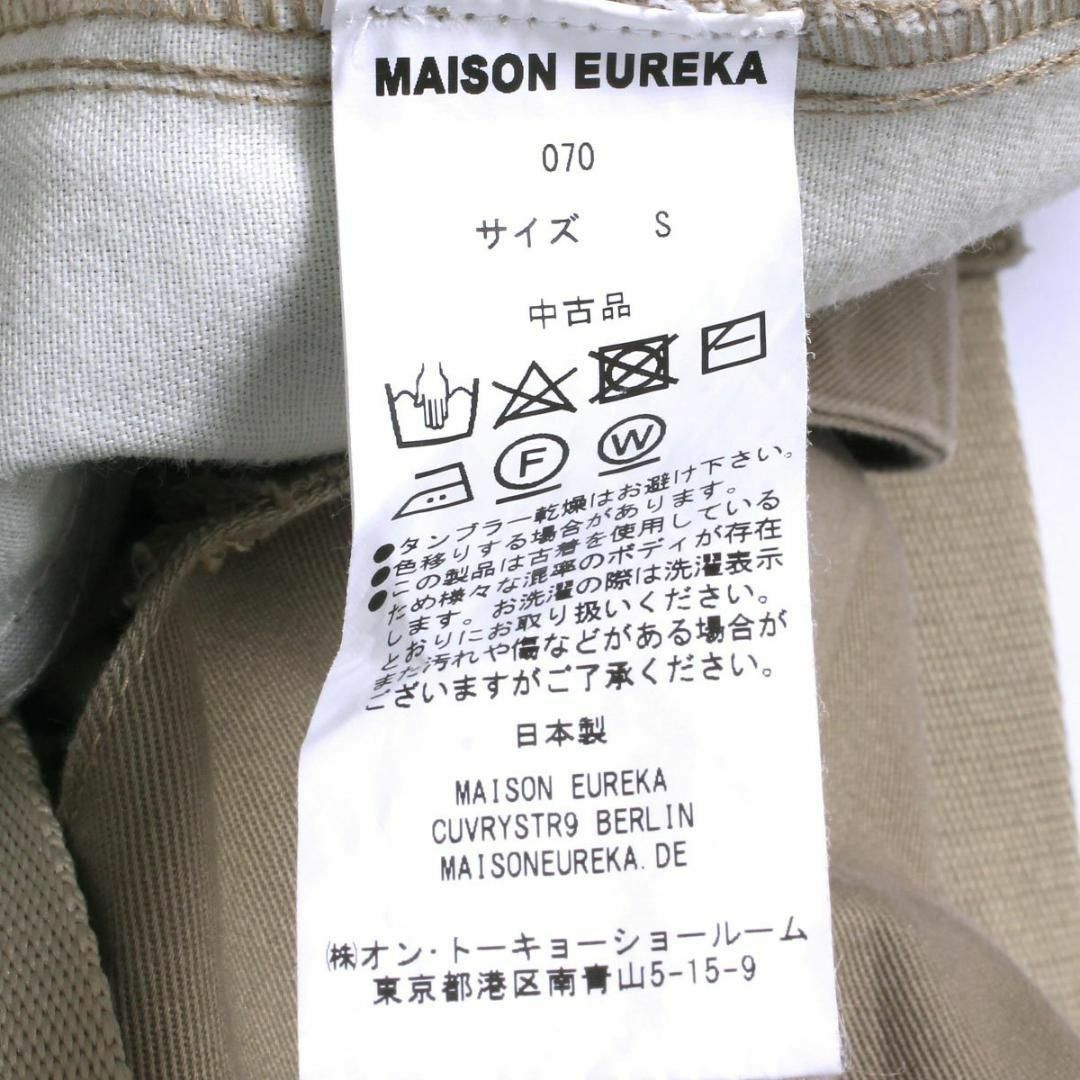 MAISON EUREKA
070
サイズ S
中古品
F W
●タンブラー乾燥はお避け下さい。
●色移りする場合があります。
●この製品は古着を使用している
ため様々な混率のボディが存在
します。お洗濯の際は洗濯表示
とおりにお取り扱いください。
また汚れや傷などがある場合が
ございますがご了承ください。
日本製
MAISON EUREKA
CUVRYSTR9 BERLIN
MAISONEUREKA.DE
㈱オン・トーキョーショールーム
東京都港区南青山5-15-9